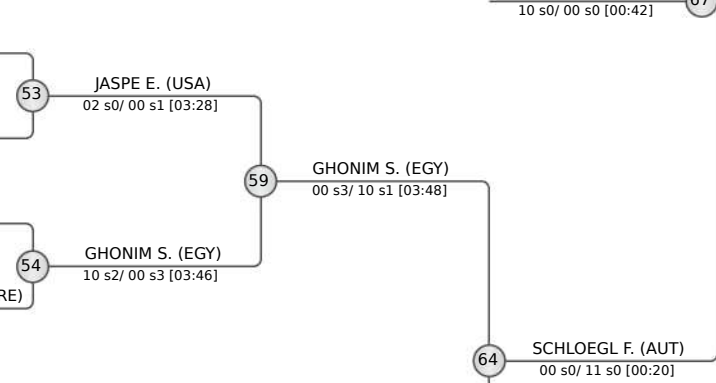 10 s0/ 00 s0 [00:42]
67
53
JASPE E. (USA)
02 s0/ 00 s1 [03:28]
59
GHONIM S. (EGY)
00 s3/ 10 s1 [03:48]
54
GHONIM S. (EGY)
10 s2/ 00 s3 [03:46]
RE)
64
SCHLOEGL F. (AUT)
00 s0/ 11 s0 [00:20]